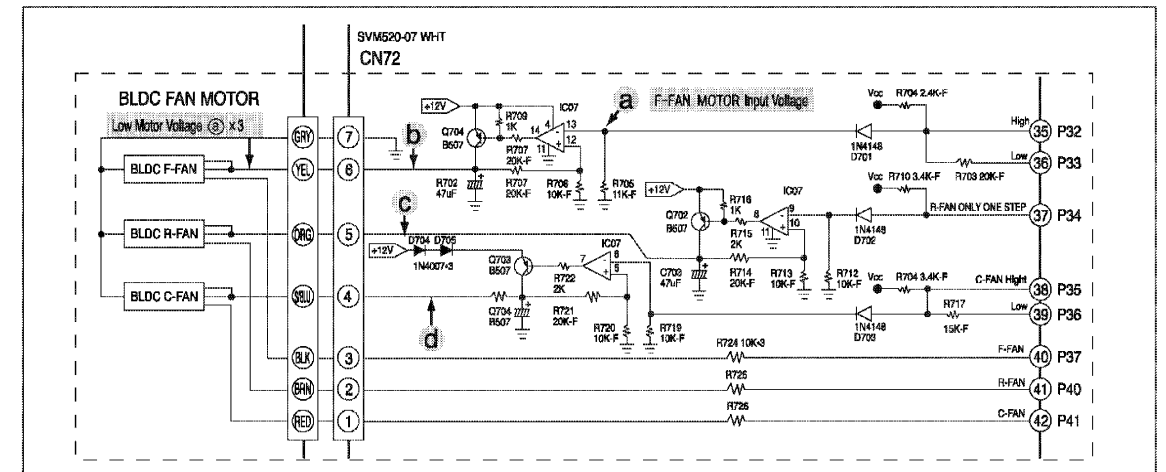 SVM520-07 WHT
CN72
BLDC FAN MOTOR
Low Motor Voltage ⓐ ×3
GRY
7
BLDC F-FAN
YEL
6
BLDC R-FAN
ORG
5
BLDC C-FAN
S/BLU
4
BLK
3
BRN
2
RED
1
+12V
R709
1K
IC07
Q704
B507
14
4
13
12
11
R707
20K-F
R702
47uF
R707
20K-F
R706
10K-F
R705
11K-F
a
F-FAN MOTOR Input Voltage
b
c
d
Vcc
R704 2.4K-F
1N4148
D701
High
35
P32
Low
36
P33
R703 20K-F
+12V
R716
1K
IC07
Q702
B507
8
9
10
11
R715
2K
C703
47uF
R714
20K-F
R713
10K-F
R712
10K-F
Vcc
R710 3.4K-F
1N4148
D702
R-FAN ONLY ONE STEP
37
P34
+12V
D704
D705
1N4007×3
Q703
B507
IC07
7
6
5
R722
2K
Q704
B507
R721
20K-F
R720
10K-F
R719
10K-F
Vcc
R704 3.4K-F
1N4148
D703
C-FAN Hight
38
P35
Low
39
P36
R717
15K-F
R724 10K×3
F-FAN
40
P37
R725
R-FAN
41
P40
R726
C-FAN
42
P41